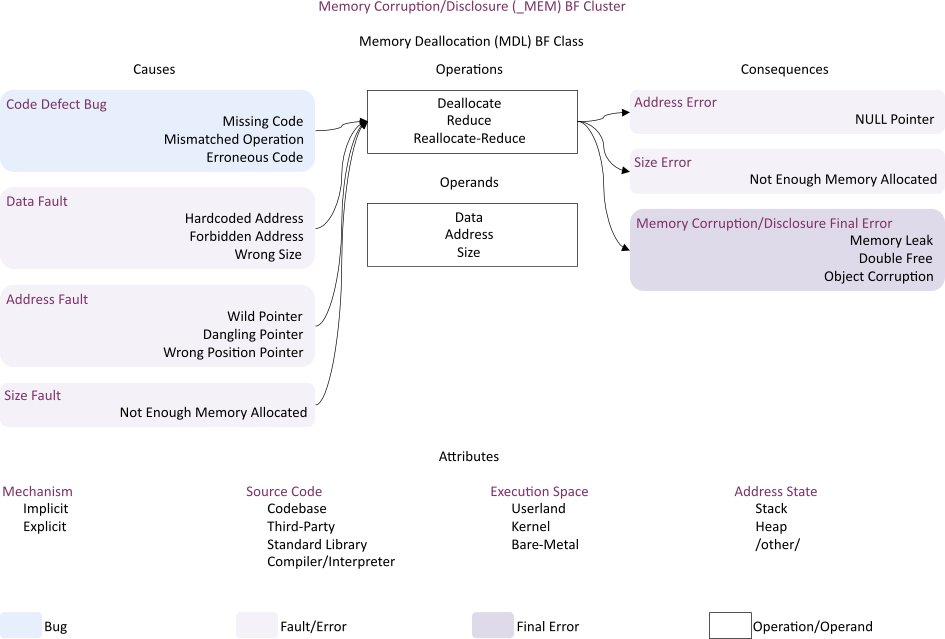 Memory Corruption/Disclosure (_MEM) BF Cluster
Memory Deallocation (MDL) BF Class
Causes
Operations
Consequences
Code Defect Bug
Missing Code
Mismatched Operation
Erroneous Code
Data Fault
Hardcoded Address
Forbidden Address
Wrong Size
Address Fault
Wild Pointer
Dangling Pointer
Wrong Position Pointer
Size Fault
Not Enough Memory Allocated
Deallocate
Reduce
Reallocate-Reduce
Operands
Data
Address
Size
Address Error
NULL Pointer
Size Error
Not Enough Memory Allocated
Memory Corruption/Disclosure Final Error
Memory Leak
Double Free
Object Corruption
Attributes
Mechanism
Implicit
Explicit
Source Code
Codebase
Third-Party
Standard Library
Compiler/Interpreter
Execution Space
Userland
Kernel
Bare-Metal
Address State
Stack
Heap
/other/
Bug
Fault/Error
Final Error
Operation/Operand